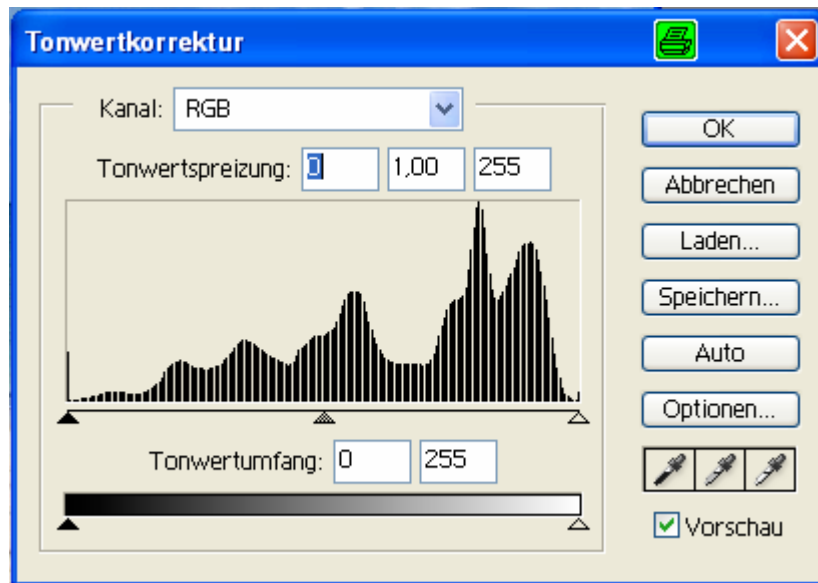 Tonwertkorrektur
Kanal: RGB
Tonwertspreizung: 0 1,00 255
Tonwertumfang: 0 255
OK
Abbrechen
Laden...
Speichern...
Auto
Optionen...
Vorschau